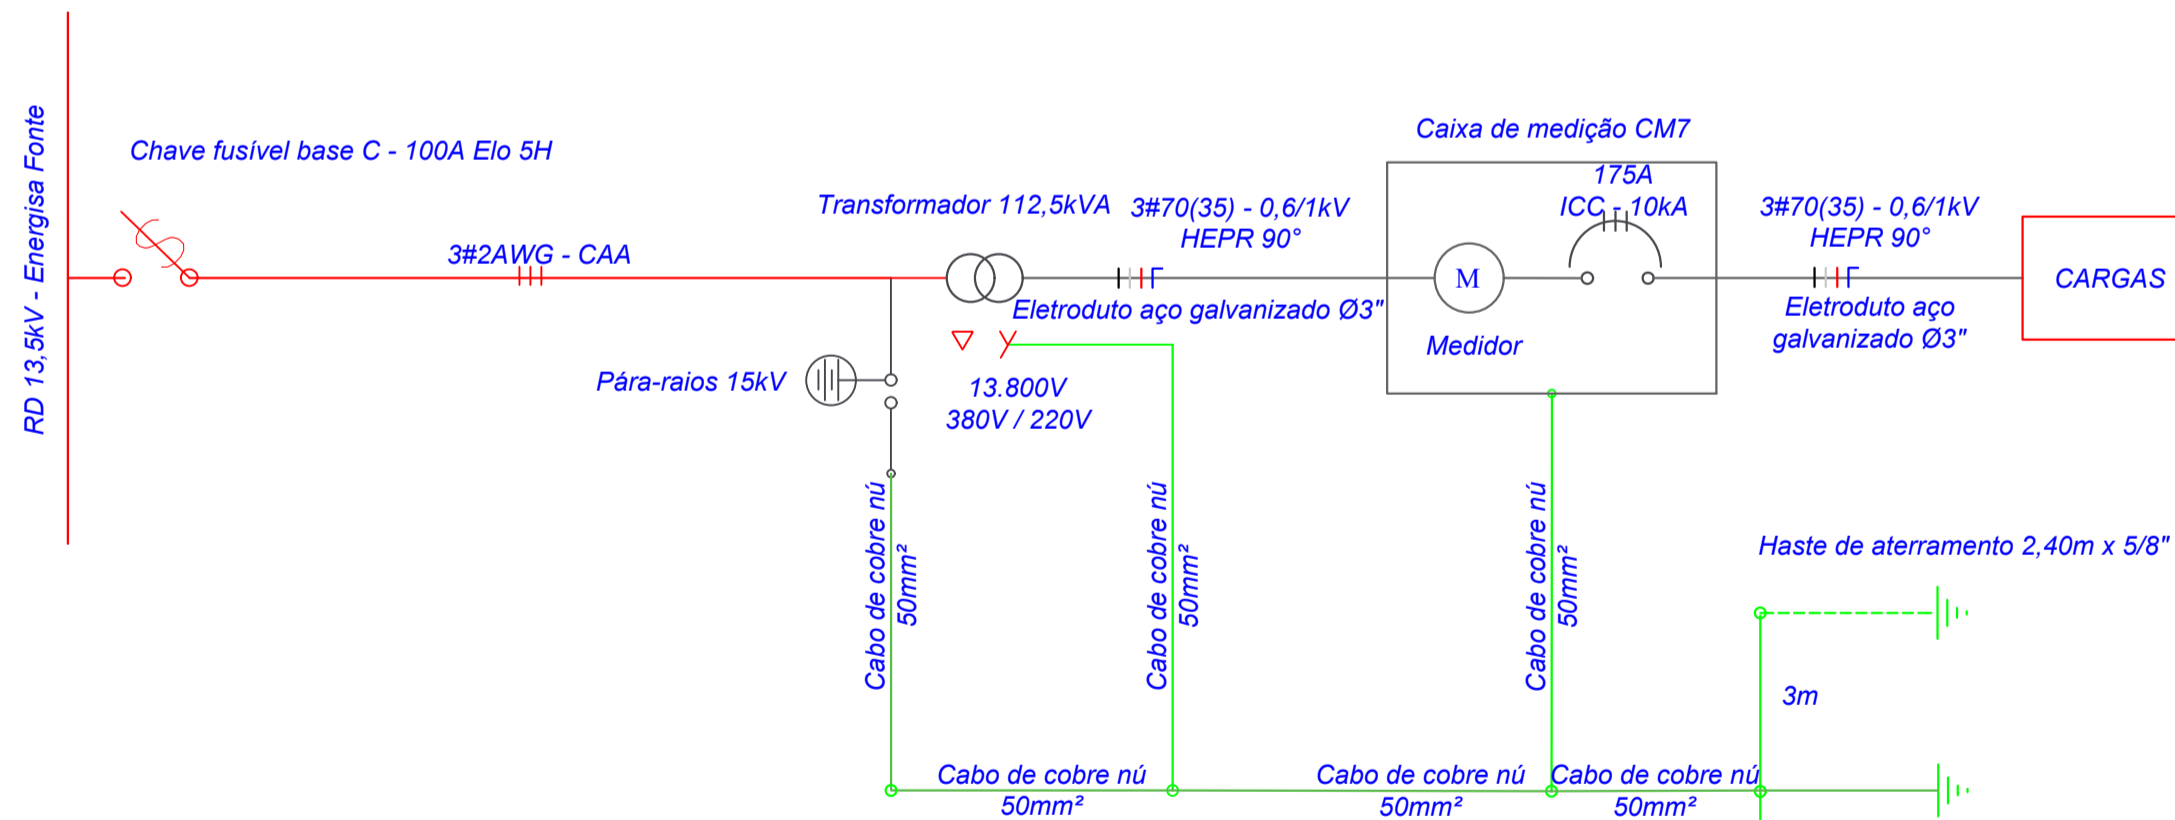 RD 13,5kV - Energisa Fonte
Chave fusível base C - 100A Elo 5H
3#2AWG - CAA
Transformador 112,5kVA
3#70(35) - 0,6/1kV
HEPR 90°
Eletroduto aço galvanizado Ø3"
13.800V
380V / 220V
Pára-raios 15kV
Caixa de medição CM7
175A
ICC - 10kA
M
Medidor
3#70(35) - 0,6/1kV
HEPR 90°
Eletroduto aço
galvanizado Ø3"
CARGAS
Cabo de cobre nú
50mm²
Cabo de cobre nú
50mm²
Cabo de cobre nú
50mm²
Haste de aterramento 2,40m x 5/8"
3m
Cabo de cobre nú
50mm²
Cabo de cobre nú
50mm²
Cabo de cobre nú
50mm²